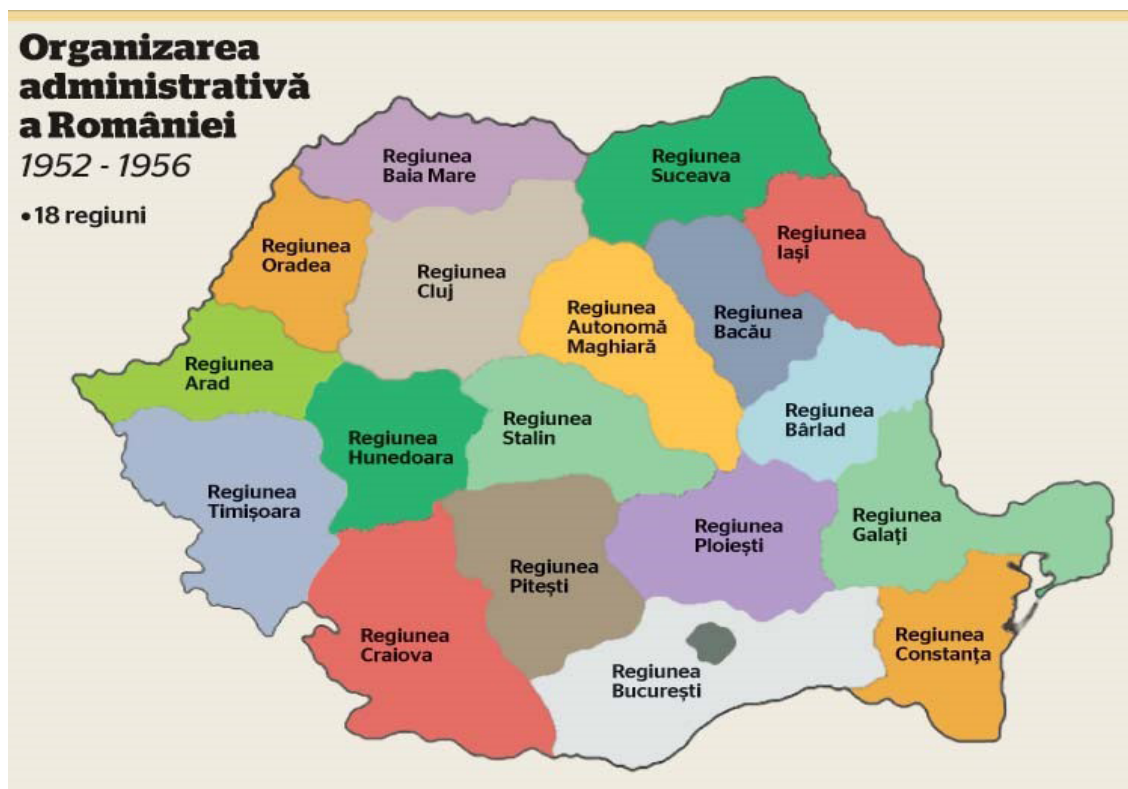 Organizarea
administrativă
a României
1952 - 1956
• 18 regiuni
Regiunea
Baia Mare
Regiunea
Suceava
Regiunea
Oradea
Regiunea
Cluj
Regiunea
Iași
Regiunea
Autonomă
Maghiară
Regiunea
Bacău
Regiunea
Arad
Regiunea
Hunedoara
Regiunea
Stalin
Regiunea
Bârlad
Regiunea
Timișoara
Regiunea
Ploiești
Regiunea
Galați
Regiunea
Pitești
Regiunea
Craiova
Regiunea
București
Regiunea
Constanța